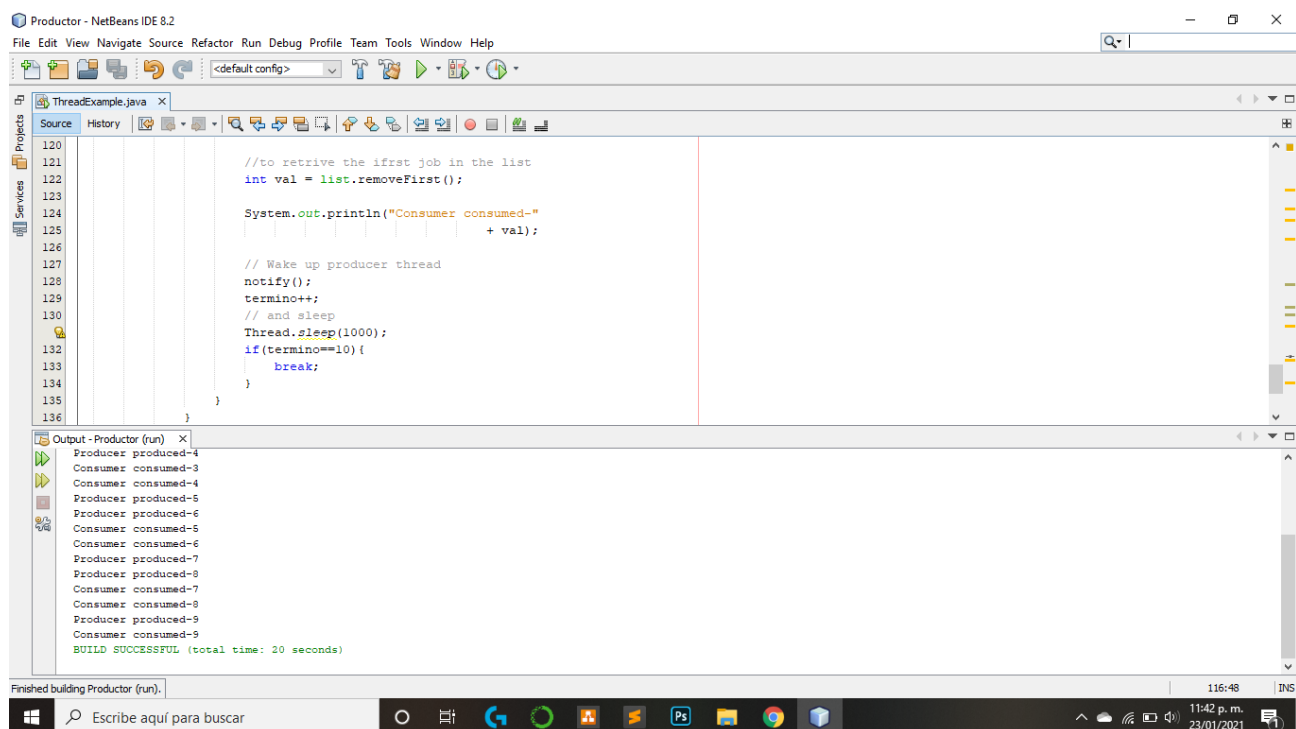 Productor - NetBeans IDE 8.2
File Edit View Navigate Source Refactor Run Debug Profile Team Tools Window Help
<default config>
ThreadExample.java
Source History
Projects
Services
120
121 //to retrive the ifrst job in the list
122 int val = list.removeFirst();
123
124 System.out.println("Consumer consumed-"
125 + val);
126
127 // Wake up producer thread
128 notify();
129 termino++;
130 // and sleep
Thread.sleep(1000);
132 if(termino==10){
133 break;
134 }
135 }
136 }
Output - Productor (run)
Producer produced-4
Consumer consumed-3
Consumer consumed-4
Producer produced-5
Producer produced-6
Consumer consumed-5
Consumer consumed-6
Producer produced-7
Producer produced-8
Consumer consumed-7
Consumer consumed-8
Producer produced-9
Consumer consumed-9
BUILD SUCCESSFUL (total time: 20 seconds)
Finished building Productor (run).
116:48 INS
Escribe aquí para buscar
Ps
11:42 p. m.
23/01/2021
1